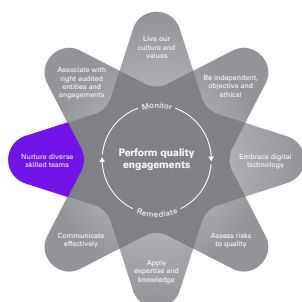 Live our
culture and
values
Associate with
right audited
entities and
engagements
Be independent,
objective and
ethical
Monitor
Nurture diverse
skilled teams
Perform quality
engagements
Embrace digital
technology
Remediate
Communicate
effectively
Assess risks
to quality
Apply
expertise and
knowledge